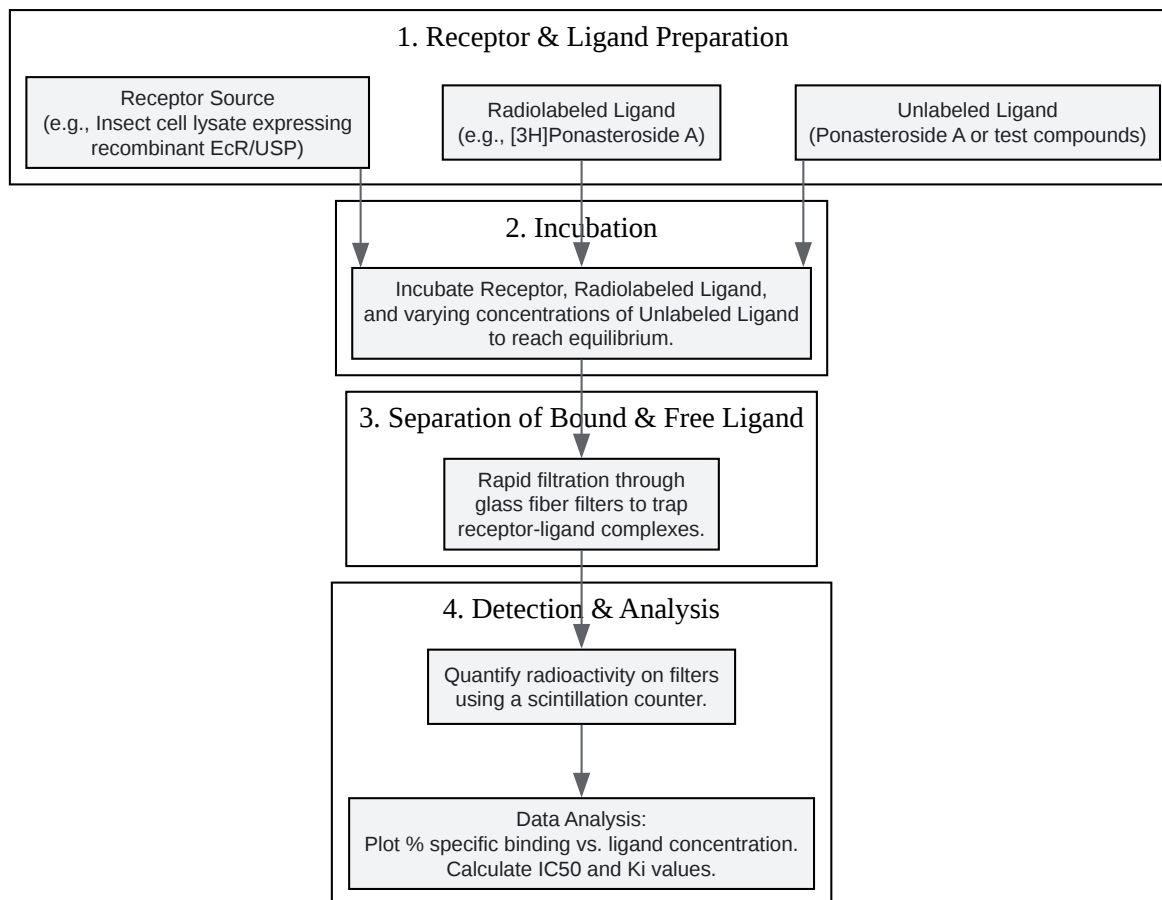 1. Receptor & Ligand Preparation
Receptor Source
(e.g., Insect cell lysate expressing
recombinant EcR/USP)
Radiolabeled Ligand
(e.g., [3H]Ponasteroside A)
Unlabeled Ligand
(Ponasteroside A or test compounds)
2. Incubation
Incubate Receptor, Radiolabeled Ligand,
and varying concentrations of Unlabeled Ligand
to reach equilibrium.
3. Separation of Bound & Free Ligand
Rapid filtration through
glass fiber filters to trap
receptor-ligand complexes.
4. Detection & Analysis
Quantify radioactivity on filters
using a scintillation counter.
Data Analysis:
Plot % specific binding vs. ligand concentration.
Calculate IC50 and Ki values.